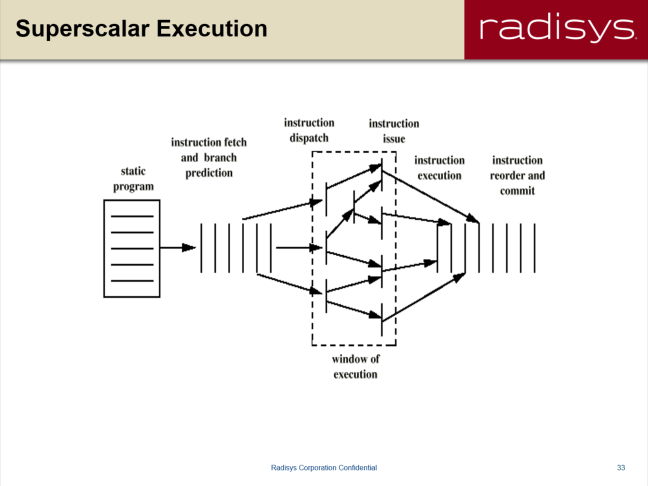 Superscalar Execution
radisys.
instruction
dispatch
instruction
issue
instruction fetch
and branch
prediction
instruction
execution
instruction
reorder and
commit
static
program
window of
execution
Radisys Corporation Confidential
33